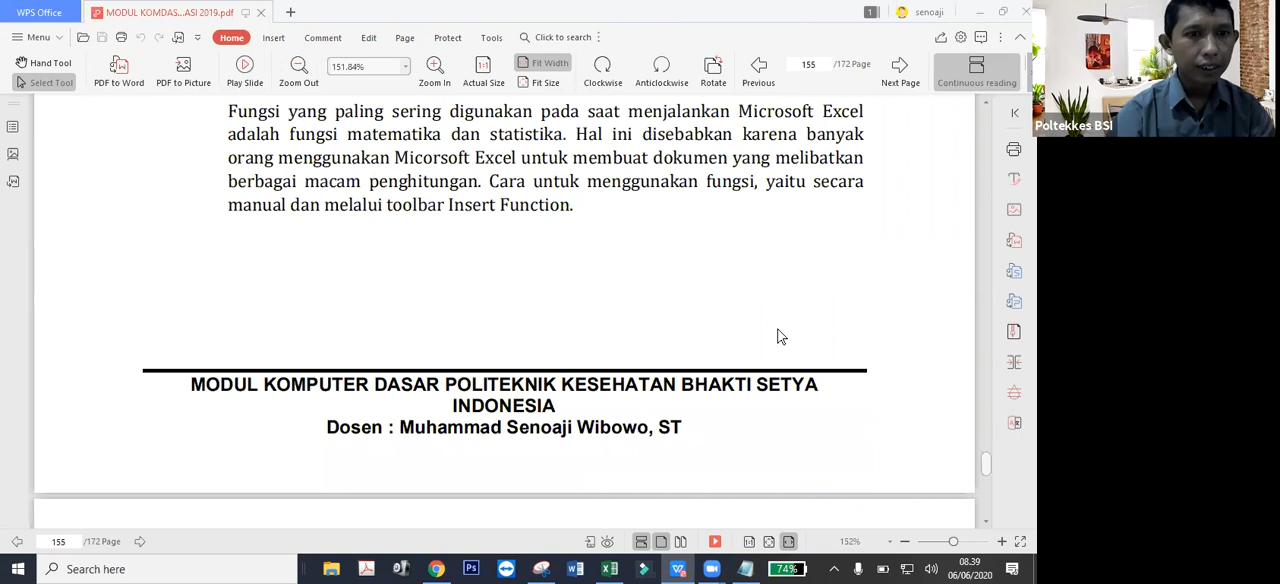 WPS Office
MODUL KOMDAS...ASI 2019.pdf
1
senoaji
Menu
Home
Insert
Comment
Edit
Page
Protect
Tools
Click to search
Hand Tool
Select Tool
PDF to Word
PDF to Picture
Play Slide
Zoom Out
151.84%
Zoom In
Actual Size
Fit Width
Fit Size
Clockwise
Anticlockwise
Rotate
Previous
155 /172 Page
Next Page
Continuous reading
Poltekkes BSI
Fungsi yang paling sering digunakan pada saat menjalankan Microsoft Excel
adalah fungsi matematika dan statistika. Hal ini disebabkan karena banyak
orang menggunakan Micorsoft Excel untuk membuat dokumen yang melibatkan
berbagai macam penghitungan. Cara untuk menggunakan fungsi, yaitu secara
manual dan melalui toolbar Insert Function.
MODUL KOMPUTER DASAR POLITEKNIK KESEHATAN BHAKTI SETYA
INDONESIA
Dosen : Muhammad Senoaji Wibowo, ST
155 /172 Page
152%
Search here
74%
08.39
06/06/2020